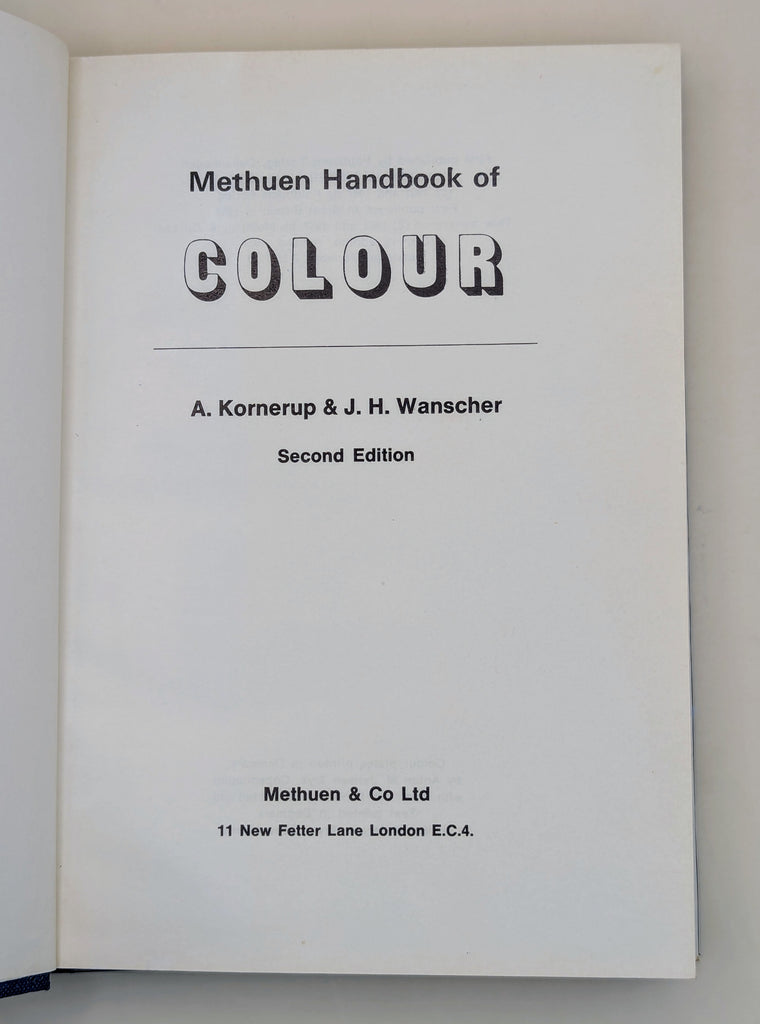 Methuen Handbook of
COLOUR
A. Kornerup & J. H. Wanscher
Second Edition
Methuen & Co Ltd
11 New Fetter Lane London E.C.4.